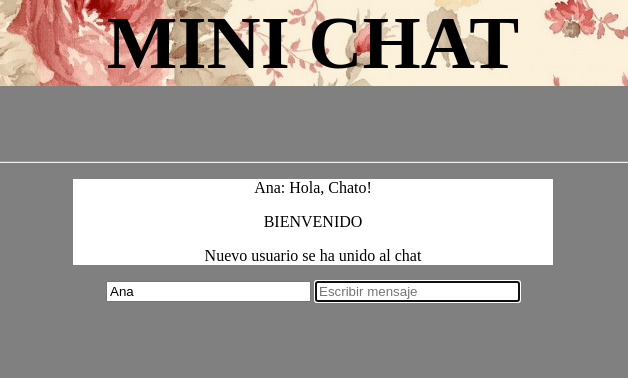 MINI CHAT
Ana: Hola, Chato!
BIENVENIDO
Nuevo usuario se ha unido al chat
Ana Escribir mensaje